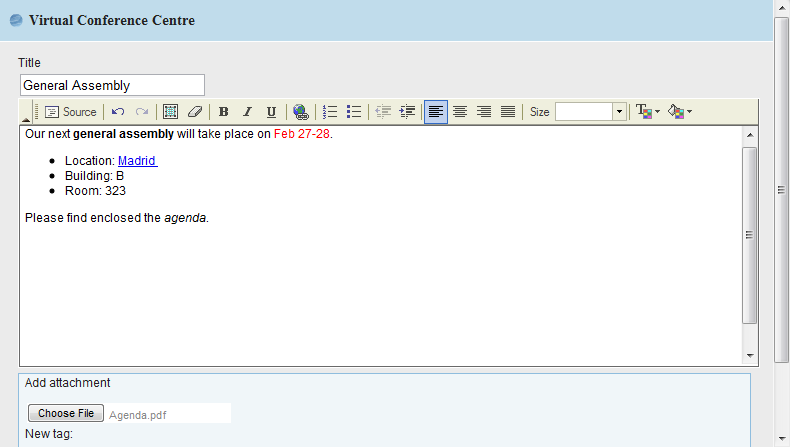 Virtual Conference Centre
Title
General Assembly
Source B I U Size
Our next general assembly will take place on Feb 27-28.
Location: Madrid
Building: B
Room: 323
Please find enclosed the agenda.
Add attachment
Choose File Agenda.pdf
New tag: